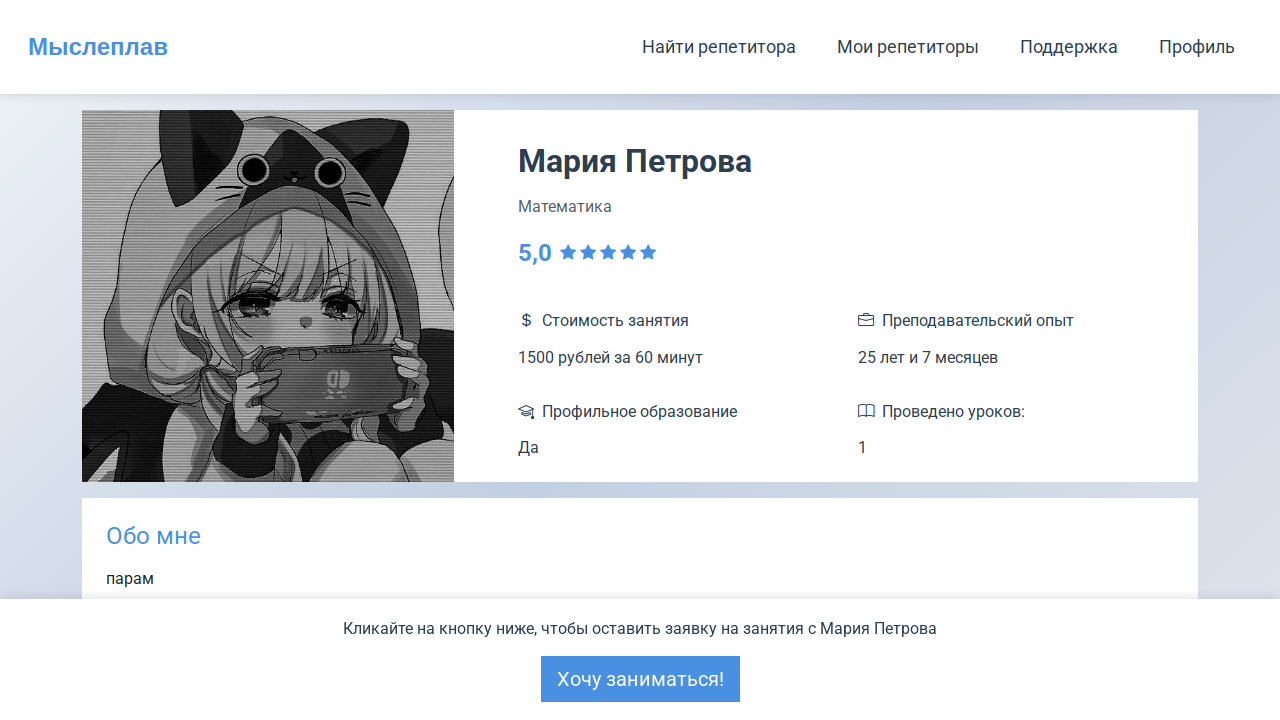 Мыслеплав
Найти репетитора
Мои репетиторы
Поддержка
Профиль
Мария Петрова
Математика
5,0
Стоимость занятия
1500 рублей за 60 минут
Преподавательский опыт
25 лет и 7 месяцев
Профильное образование
Да
Проведено уроков:
1
Обо мне
парам
Кликайте на кнопку ниже, чтобы оставить заявку на занятия с Мария Петрова
Хочу заниматься!